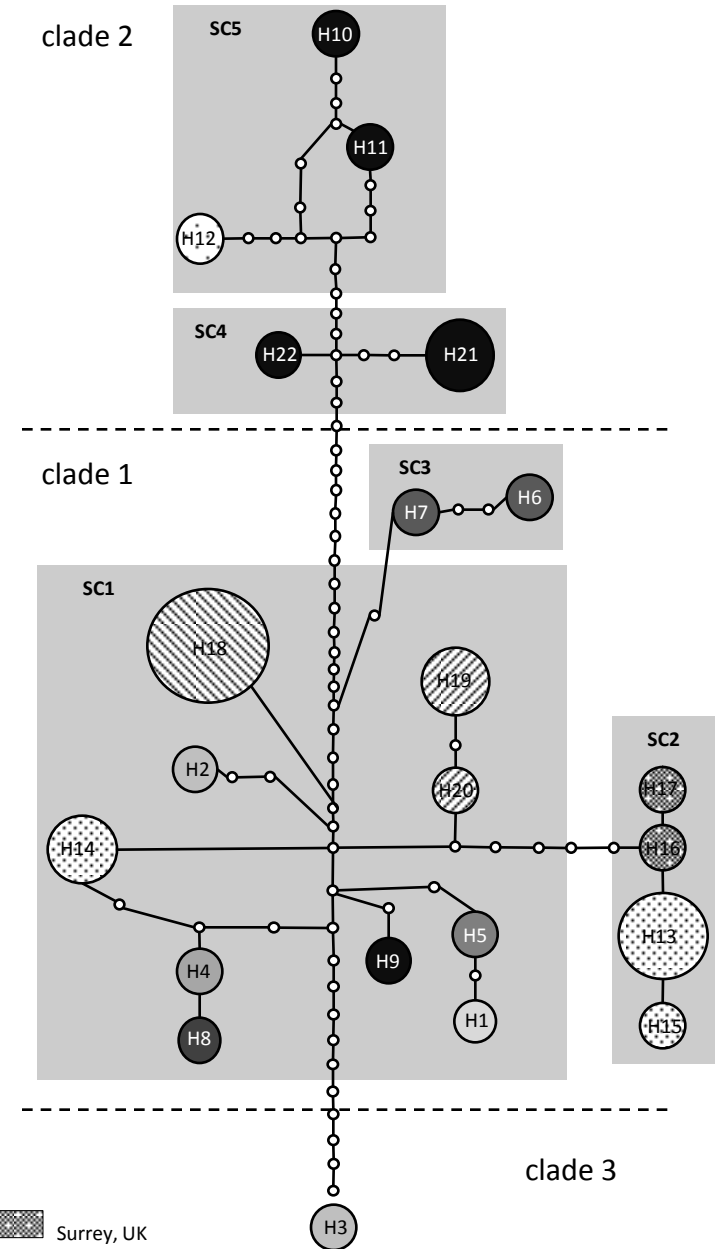 clade 2
SC5
H10
H11
H12
SC4
H22
H21
clade 1
SC3
H7
H6
SC1
H18
H19
H2
H20
SC2
H17
H14
H16
H13
H5
H9
H4
H1
H15
H8
clade 3
H3
Surrey, UK